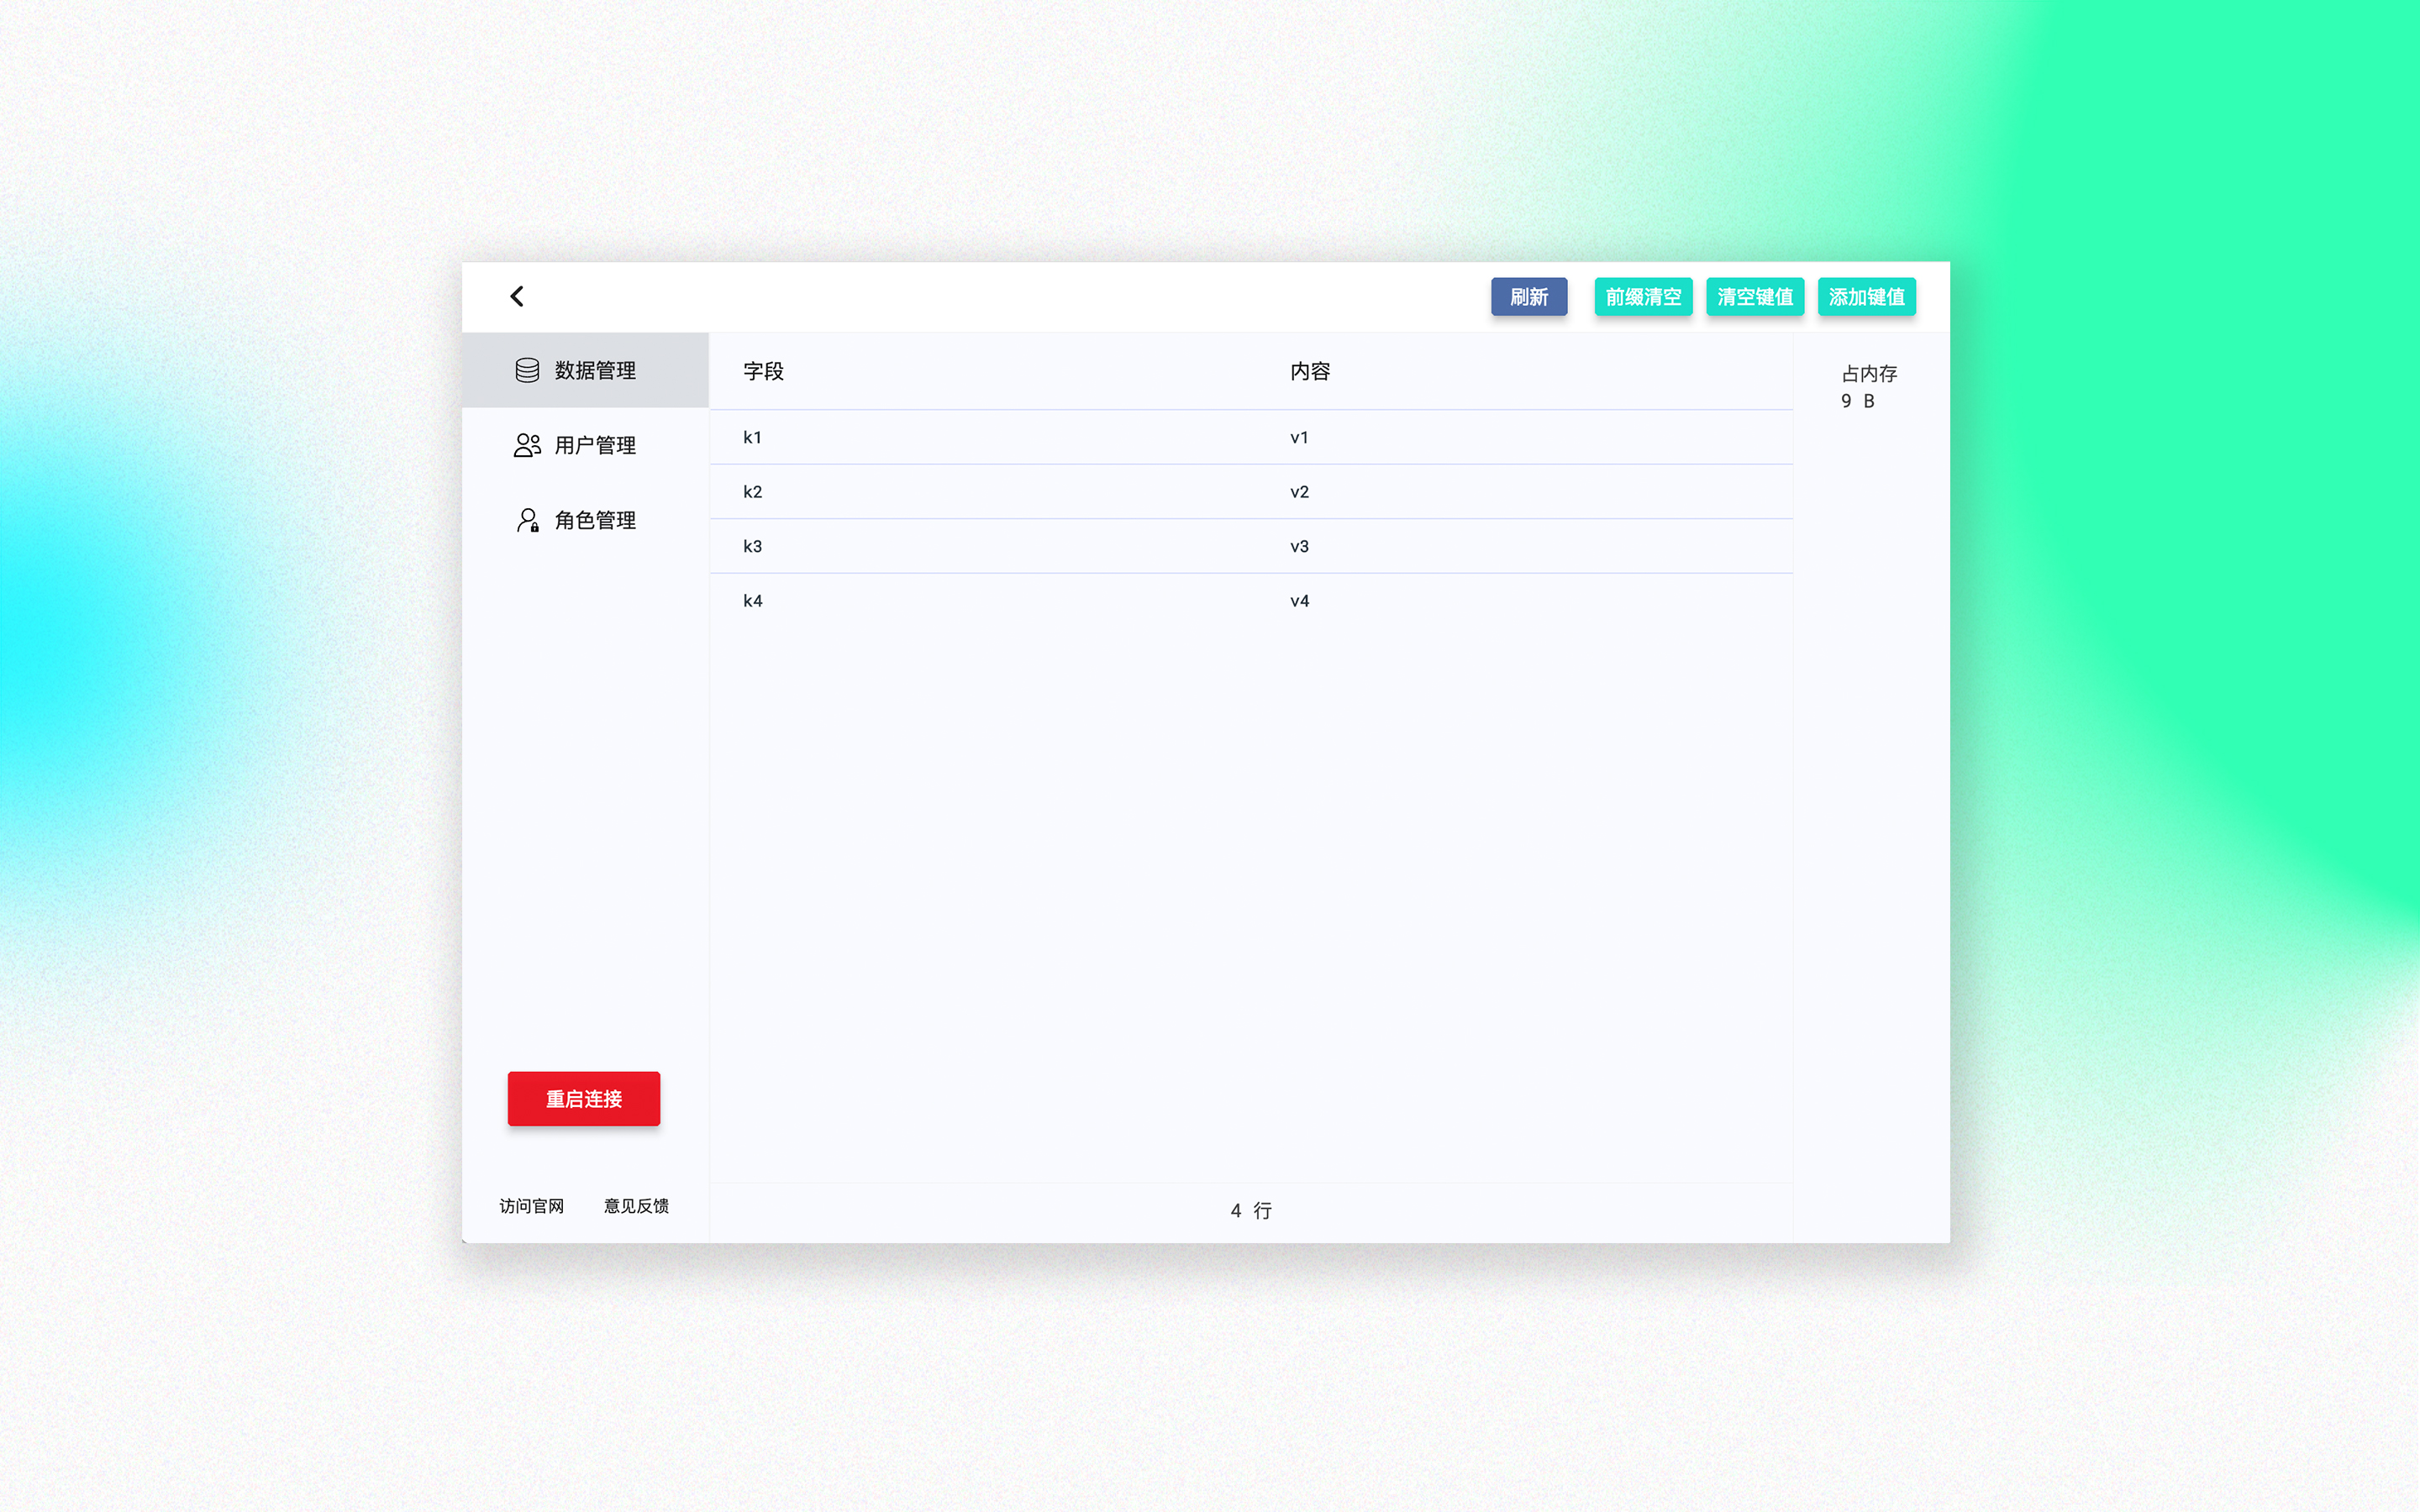 刷新 前缀清空 清空键值 添加键值
数据管理
用户管理
角色管理
重启连接
访问官网 意见反馈
字段 内容
k1 v1
k2 v2
k3 v3
k4 v4
4 行
占内存
9 B